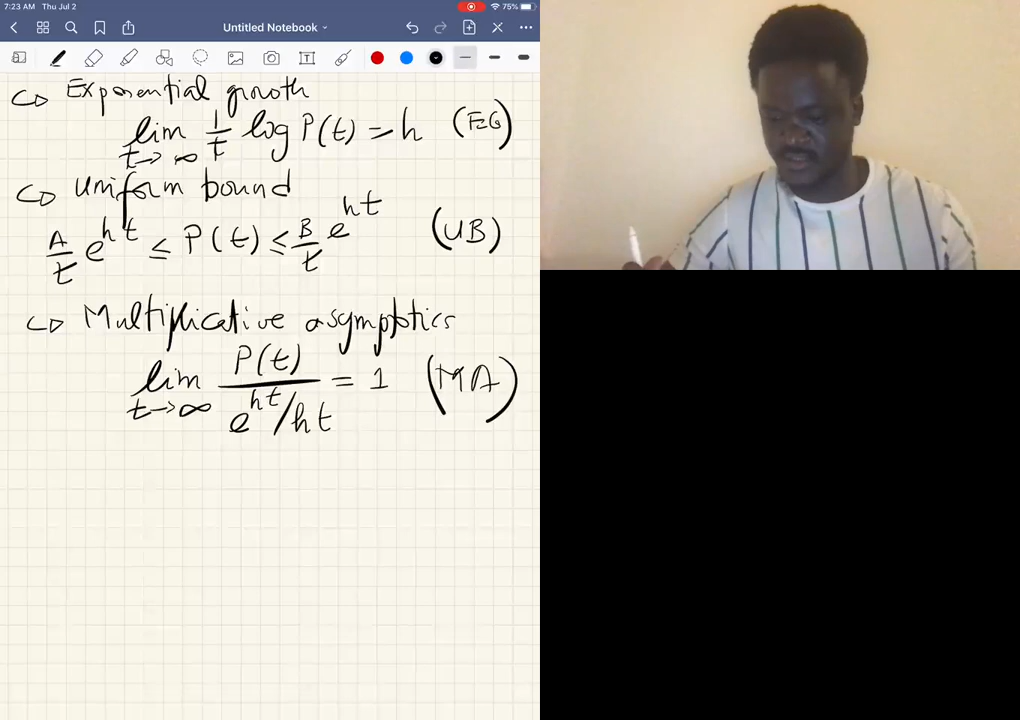 7:23 AM Thu Jul 2
75%
Untitled Notebook
Exponential growth
lim t→∞ 1/t log P(t) = h (EG)
Uniform bound
A/t e^{ht} ≤ P(t) ≤ B/t e^{ht} (UB)
Multiplicative asymptotics
lim t→∞ P(t) / (e^{ht}/ht) = 1 (MA)